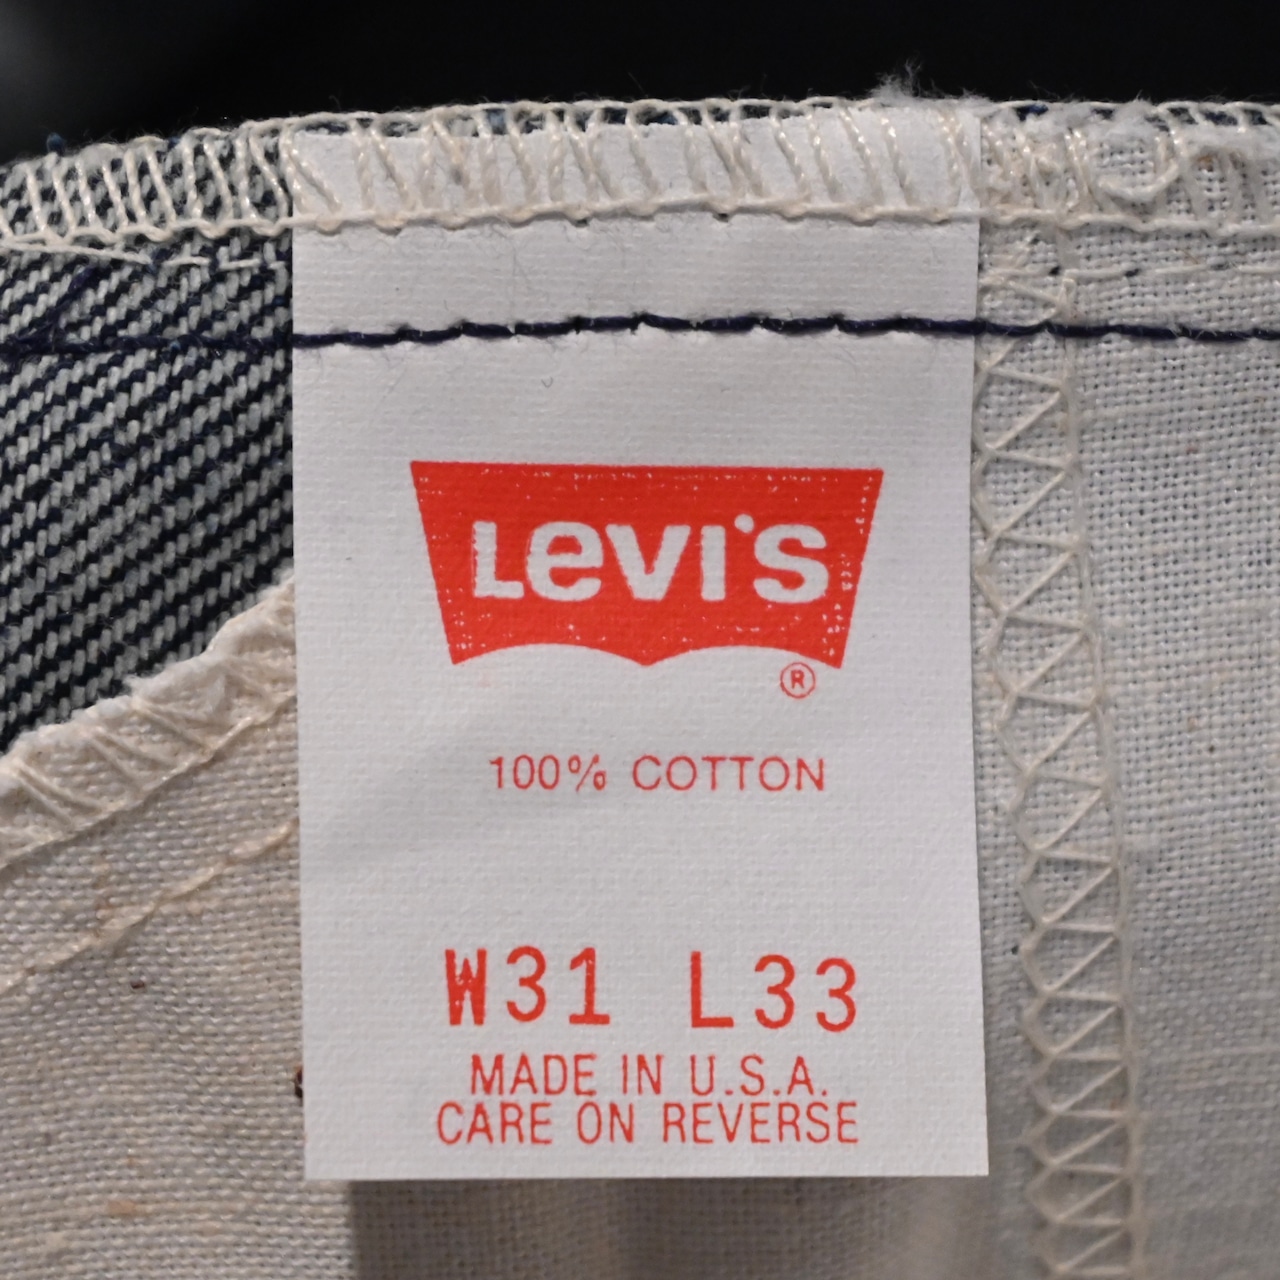 Levi's
®
100% COTTON
W31 L33
MADE IN U.S.A.
CARE ON REVERSE